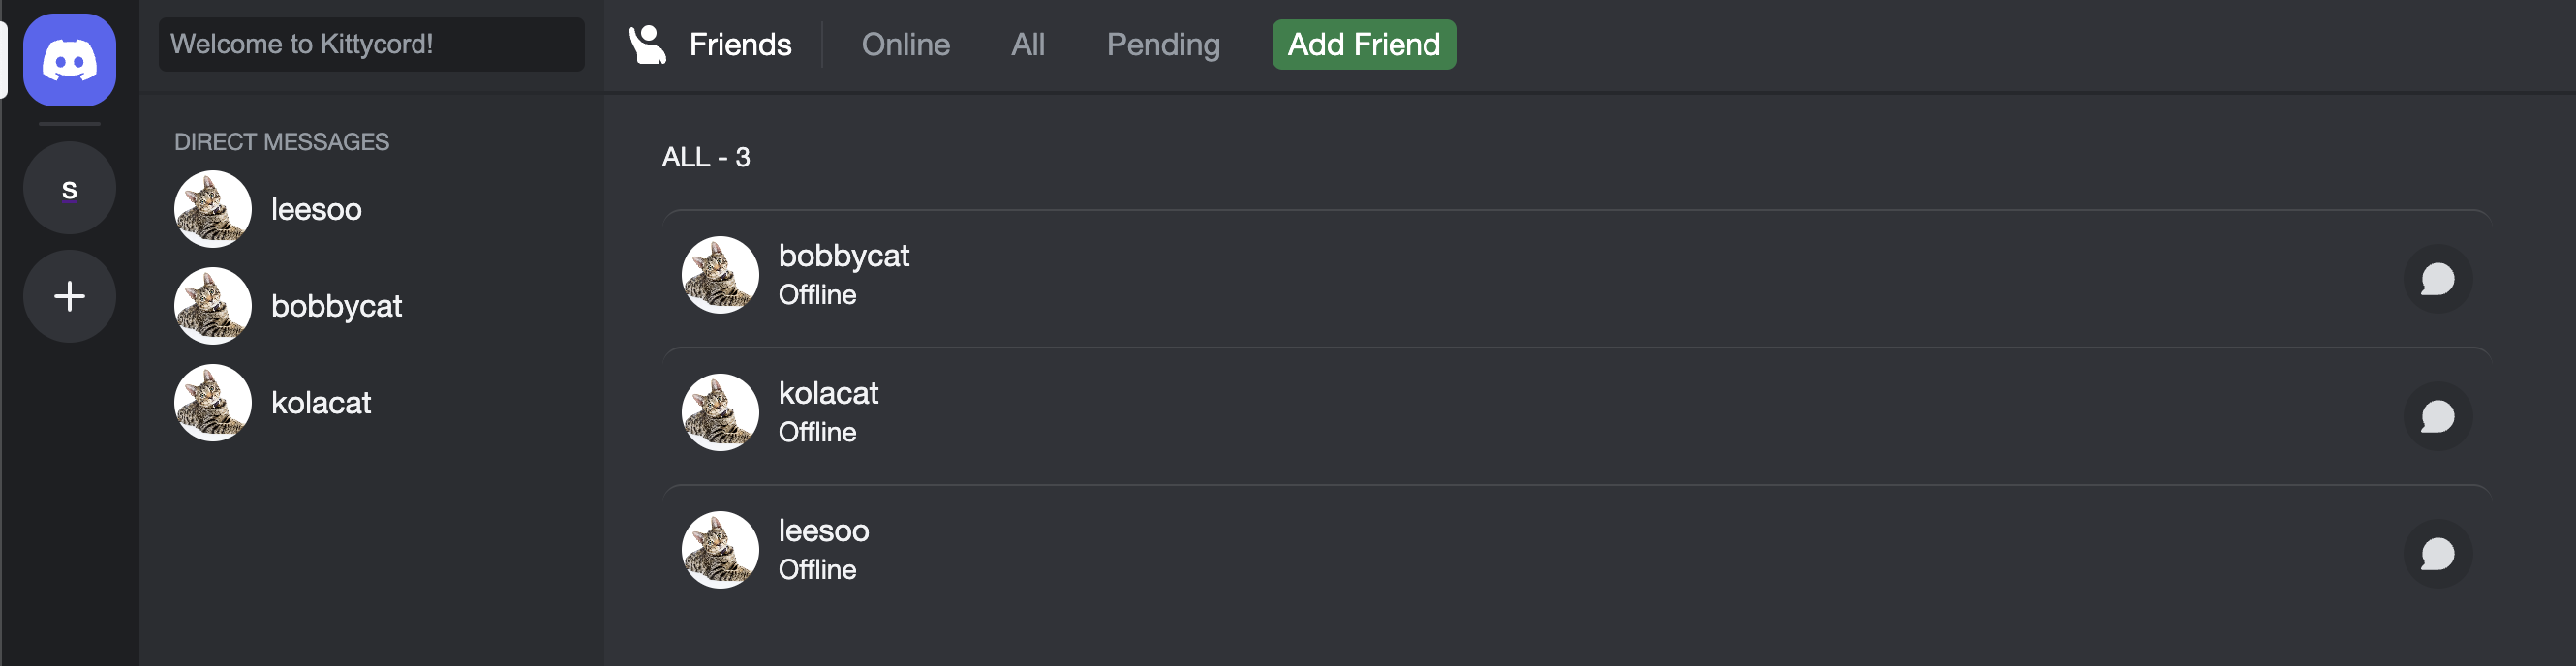 Welcome to Kittycord!
Friends
Online
All
Pending
Add Friend
s
DIRECT MESSAGES
leesoo
bobbycat
kolacat
ALL - 3
bobbycat
Offline
kolacat
Offline
leesoo
Offline